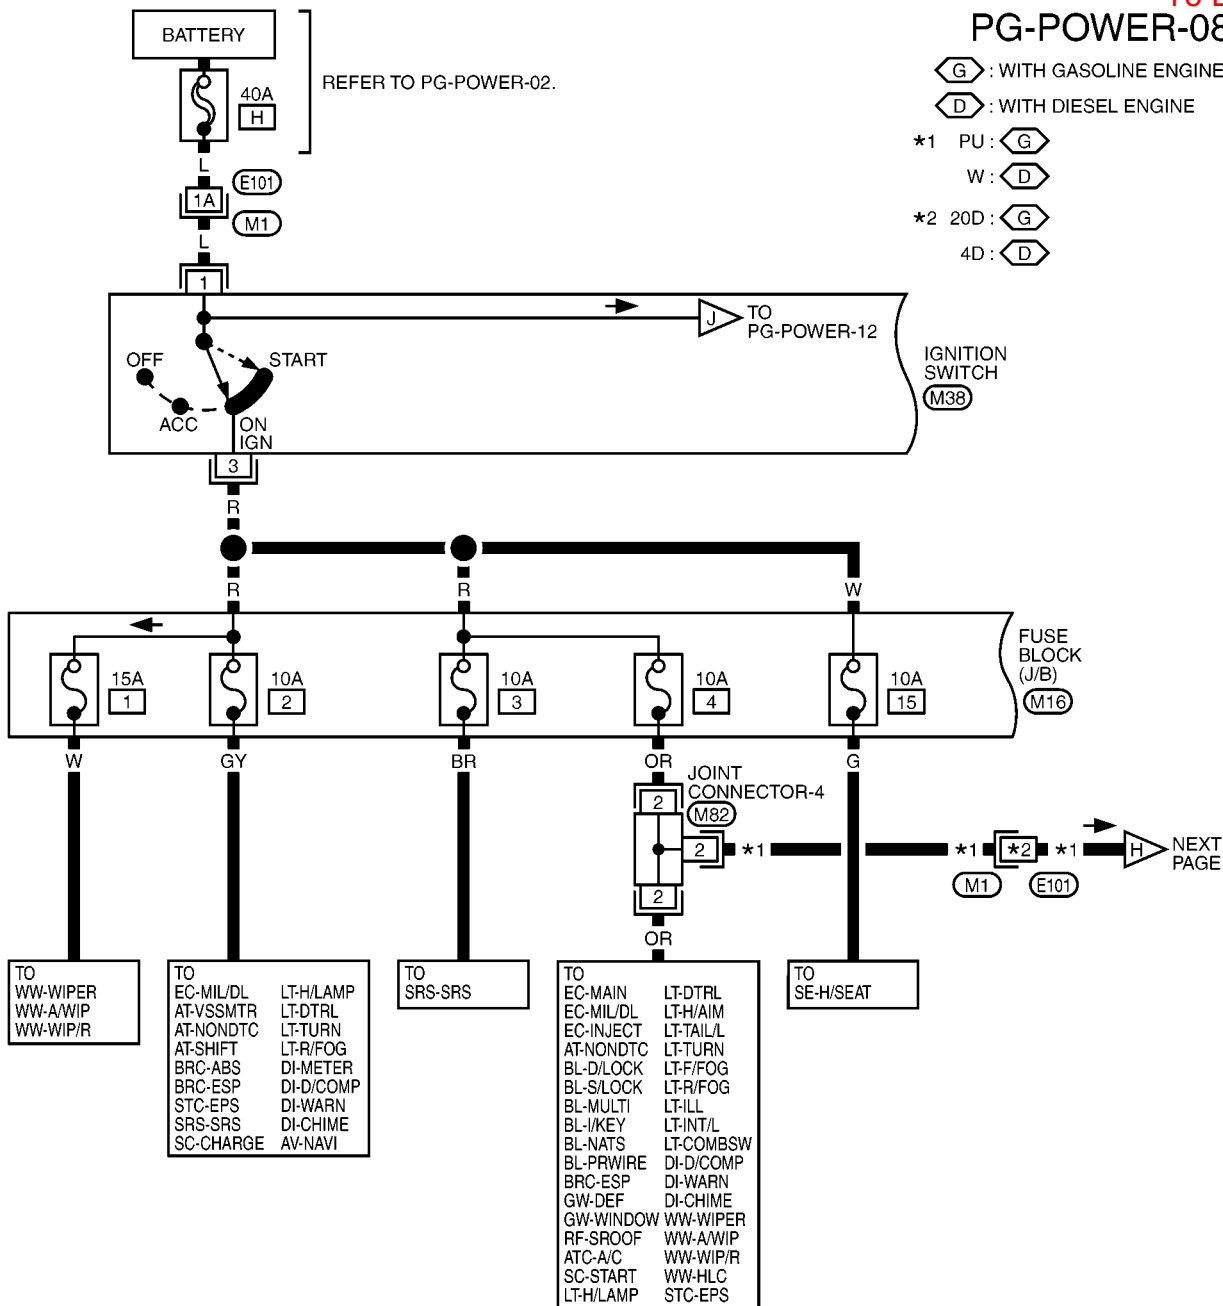 PG-POWER-08
BATTERY
REFER TO PG-POWER-02.
40A
H
G : WITH GASOLINE ENGINE
D : WITH DIESEL ENGINE
*1 PU : G
W : D
*2 20D : G
4D : D
L
1A
E101
M1
L
1
J
TO
PG-POWER-12
OFF
START
ACC
ON
IGN
IGNITION
SWITCH
M38
3
R
R
R
W
15A
1
10A
2
10A
3
10A
4
10A
15
FUSE
BLOCK
(J/B)
M16
W
GY
BR
OR
G
JOINT
CONNECTOR-4
M82
2
2
*1
*1
*2
*1
H
NEXT
PAGE
M1
E101
2
OR
TO
WW-WIPER
WW-A/WIP
WW-WIP/R
TO
EC-MIL/DL LT-H/LAMP
AT-VSSMTR LT-DTRL
AT-NONDTC LT-TURN
AT-SHIFT LT-R/FOG
BRC-ABS DI-METER
BRC-ESP DI-D/COMP
STC-EPS DI-WARN
SRS-SRS DI-CHIME
SC-CHARGE AV-NAVI
TO
SRS-SRS
TO
EC-MAIN LT-DTRL
EC-MIL/DL LT-H/AIM
EC-INJECT LT-TAIL/L
AT-NONDTC LT-TURN
BL-D/LOCK LT-F/FOG
BL-S/LOCK LT-R/FOG
BL-MULTI LT-ILL
BL-I/KEY LT-INT/L
BL-NATS LT-COMBSW
BL-PRWIRE DI-D/COMP
BRC-ESP DI-WARN
GW-DEF DI-CHIME
GW-WINDOW WW-WIPER
RF-SROOF WW-A/WIP
ATC-A/C WW-WIP/R
SC-START WW-HLC
LT-H/LAMP STC-EPS
TO
SE-H/SEAT